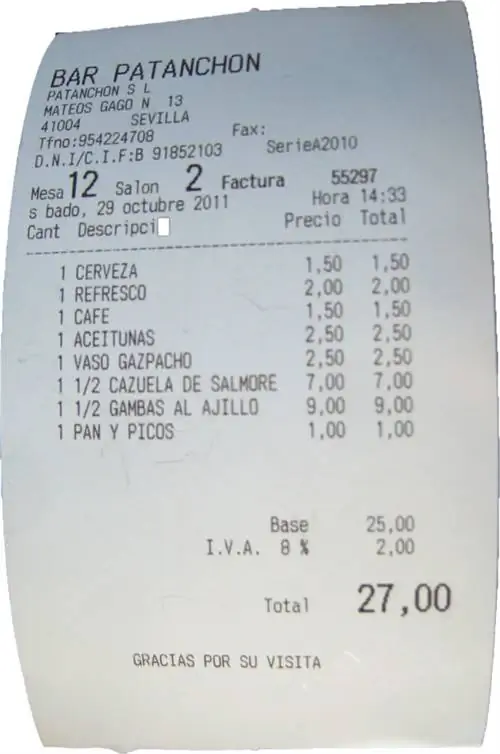 BAR PATANCHON
PATANCHON S L
MATEOS GAGO N 13
41004 SEVILLA
Tfno:954224708 Fax:
D.N.I/C.I.F:B 91852103 SerieA2010
Mesa 12 Salon 2 Factura 55297
s bado, 29 octubre 2011 Hora 14:33
Cant Descripci Precio Total
1 CERVEZA 1,50 1,50
1 REFRESCO 2,00 2,00
1 CAFE 1,50 1,50
1 ACEITUNAS 2,50 2,50
1 VASO GAZPACHO 2,50 2,50
1 1/2 CAZUELA DE SALMORE 7,00 7,00
1 1/2 GAMBAS AL AJILLO 9,00 9,00
1 PAN Y PICOS 1,00 1,00
Base 25,00
I.V.A. 8 % 2,00
Total 27,00
GRACIAS POR SU VISITA